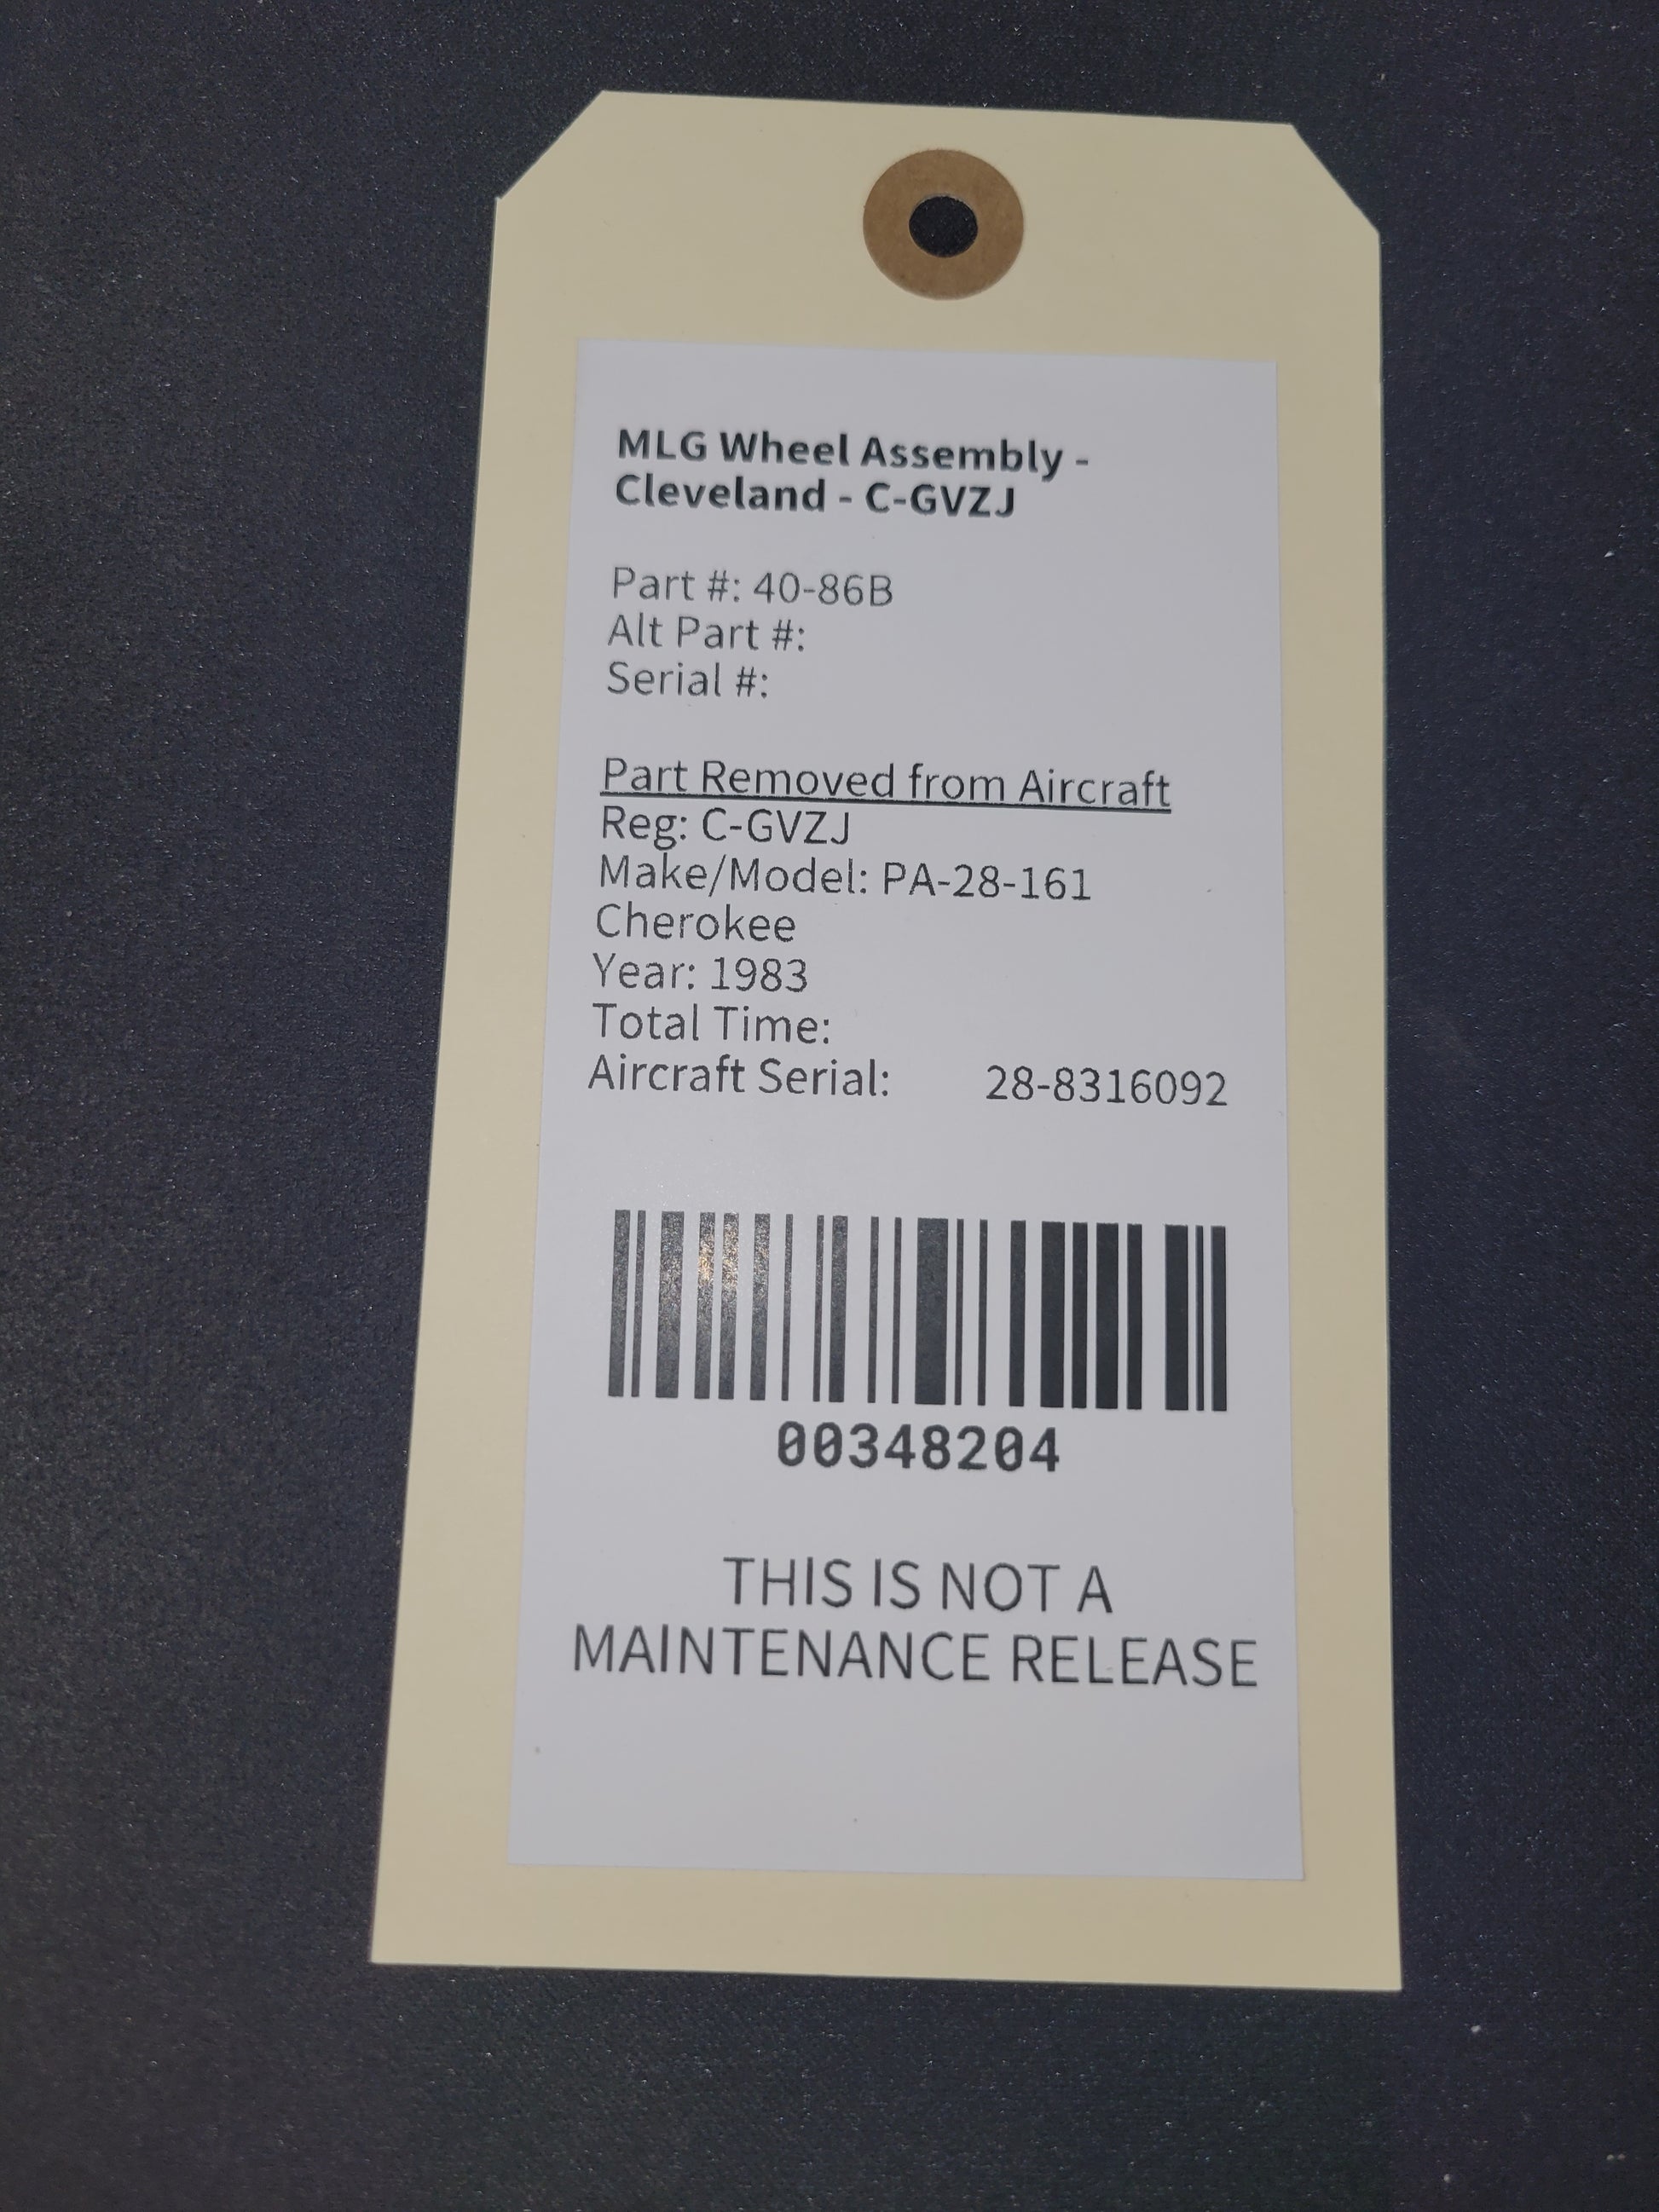 MLG Wheel Assembly -
Cleveland - C-GVZJ
Part #: 40-86B
Alt Part #:
Serial #:
Part Removed from Aircraft
Reg: C-GVZJ
Make/Model: PA-28-161
Cherokee
Year: 1983
Total Time:
Aircraft Serial: 28-8316092
00348204
THIS IS NOT A
MAINTENANCE RELEASE